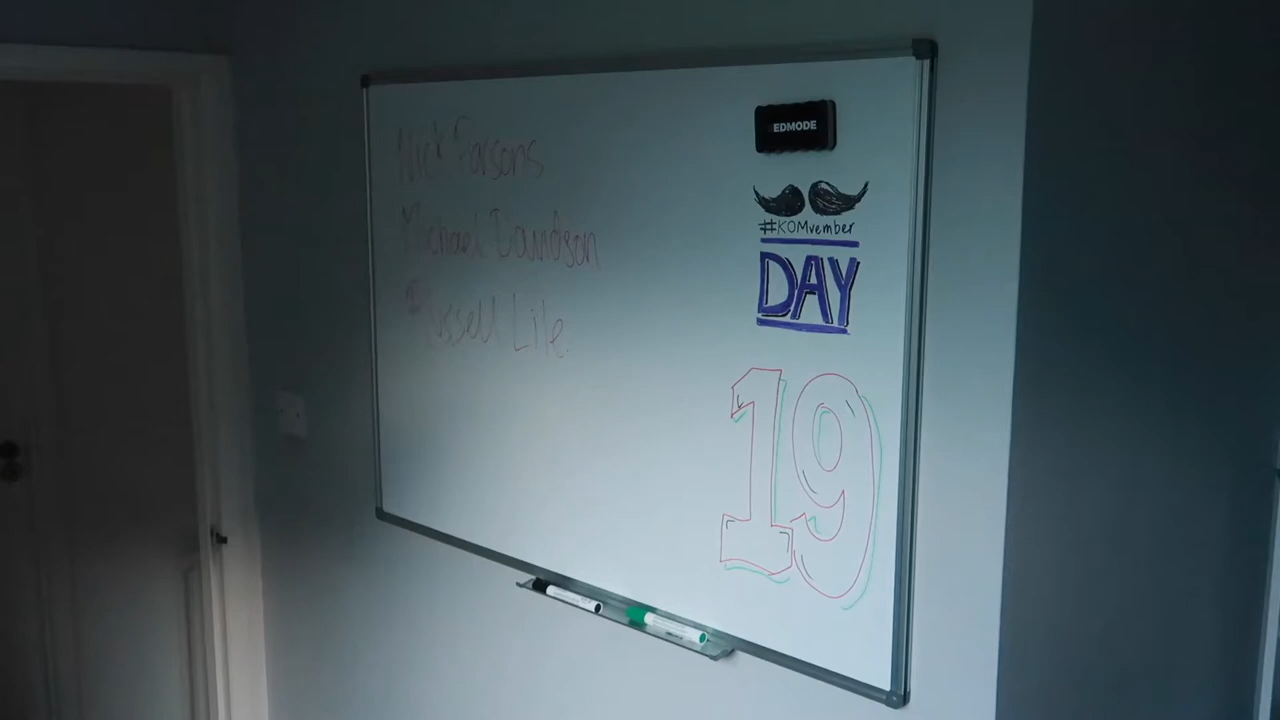 Nick Parsons
Michael Davidson
Russell Lile
EDMODE
#KOMvember
DAY
19